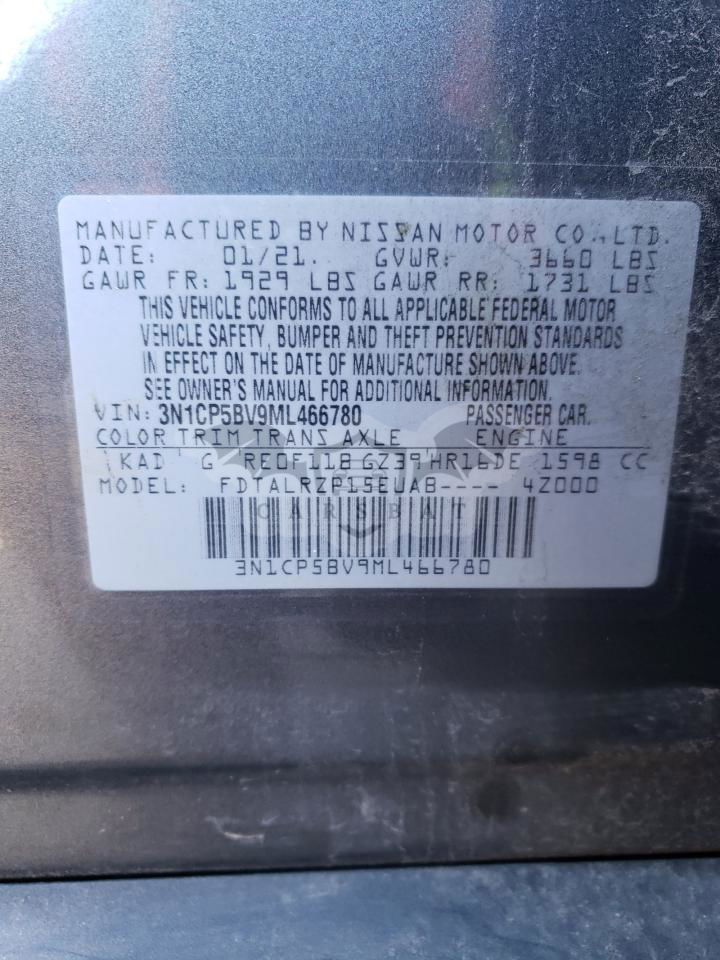 MANUFACTURED BY NISSAN MOTOR CO.,LTD.
DATE: 01/21. GVWR: 3660 LBS
GAWR FR: 1929 LBS GAWR RR: 1731 LBS
THIS VEHICLE CONFORMS TO ALL APPLICABLE FEDERAL MOTOR
VEHICLE SAFETY, BUMPER AND THEFT PREVENTION STANDARDS
IN EFFECT ON THE DATE OF MANUFACTURE SHOWN ABOVE.
SEE OWNER'S MANUAL FOR ADDITIONAL INFORMATION.
VIN: 3N1CP5BV9ML466780 PASSENGER CAR.
COLOR TRIM TRANS AXLE ENGINE
KAD G RE0F11B GZ39 HR16DE 1598 CC
MODEL: FDTALRZP15EUAB---- 4Z000
CARSBAT
3N1CP5BV9ML466780